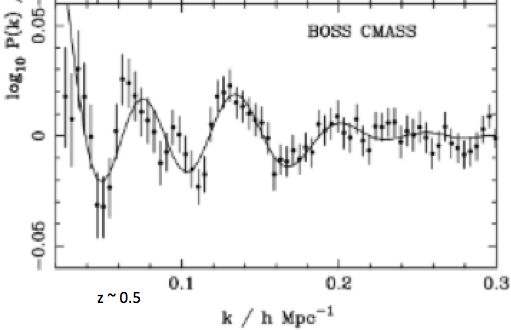 BOSS CMASS
log₁₀ P(k) /
0.05
0
−0.05
0.1
0.2
0.3
z ~ 0.5
k / h Mpc⁻¹